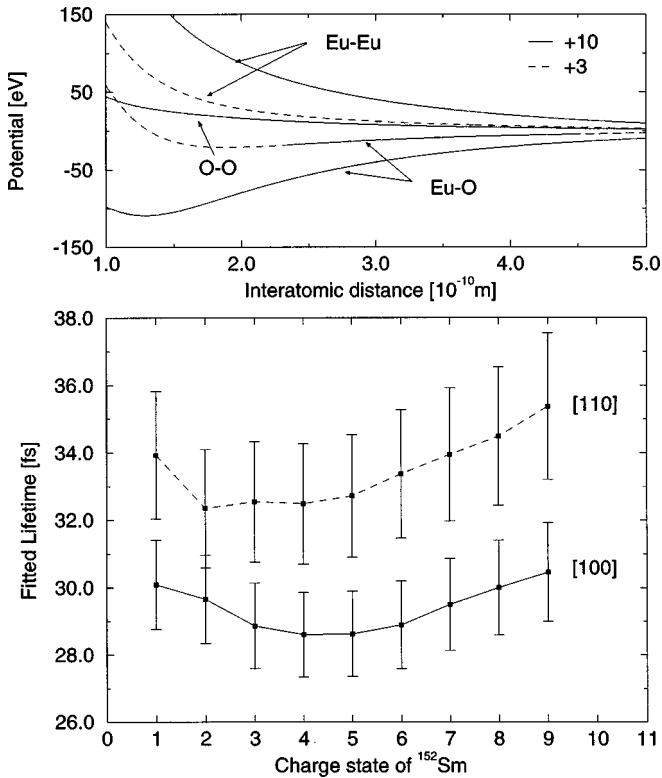 150
50
-50
-150
Potential [eV]
Eu-Eu
+10
+3
O-O
Eu-O
1.0 2.0 3.0 4.0 5.0
Interatomic distance [10⁻¹⁰m]
38.0
36.0
34.0
32.0
30.0
28.0
26.0
Fitted Lifetime [fs]
[110]
[100]
0 1 2 3 4 5 6 7 8 9 10 11
Charge state of ¹⁵²Sm